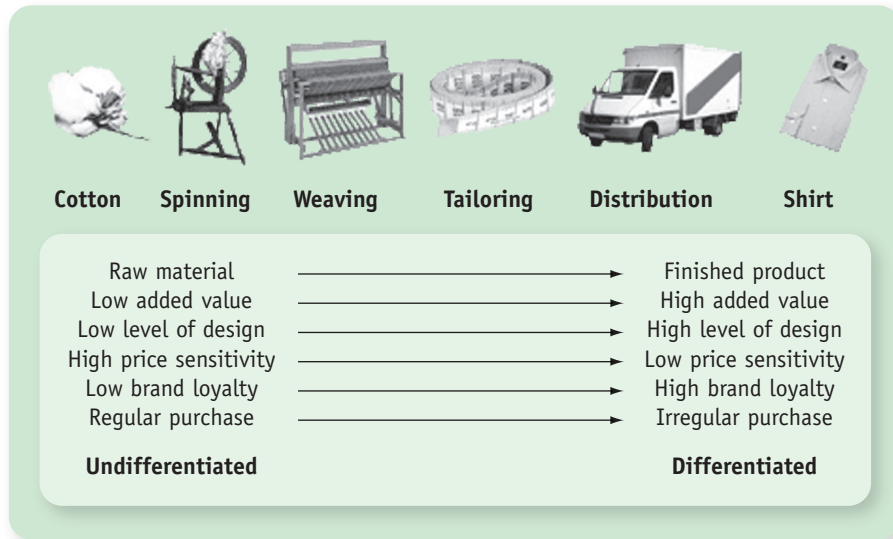 Cotton Spinning Weaving Tailoring Distribution Shirt
Raw material Finished product
Low added value High added value
Low level of design High level of design
High price sensitivity Low price sensitivity
Low brand loyalty High brand loyalty
Regular purchase Irregular purchase
Undifferentiated Differentiated